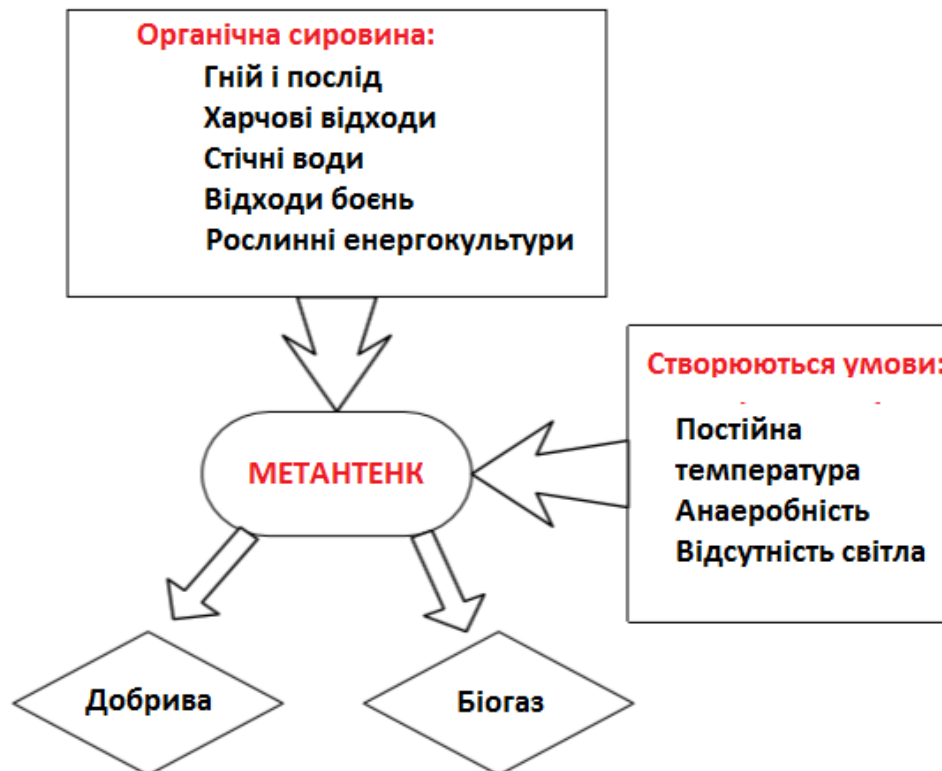 Органічна сировина:
Гній і послід
Харчові відходи
Стічні води
Відходи боєнь
Рослинні енергокультури
Створюються умови:
Постійна
температура
Анаеробність
Відсутність світла
МЕТАНТЕНК
Добрива
Біогаз